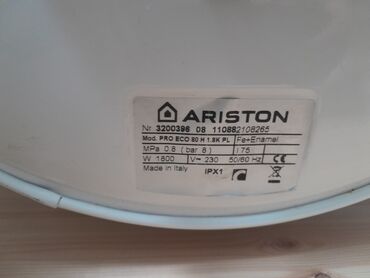 ARISTON
Nr. 3200396 08 110882108265
Mod. PRO ECO 80 H 1.8K PL Fe+Enamel
MPa 0.8 ( bar 8 ) l 75
W 1800 V~ 230 50/60 Hz CE
Made in Italy IPX1